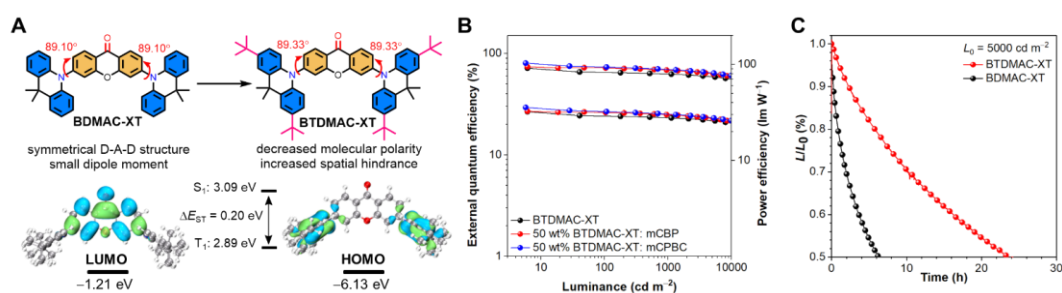 A
89.10° 89.10°
O
N O N
BDMAC-XT
89.33° 89.33°
O
N O N
BTDMAC-XT
symmetrical D-A-D structure
small dipole moment
decreased molecular polarity
increased spatial hindrance
S1: 3.09 eV
ΔEST = 0.20 eV
T1: 2.89 eV
LUMO
−1.21 eV
HOMO
−6.13 eV
B
External quantum efficiency (%)
100
10
1
BTDMAC-XT
50 wt% BTDMAC-XT: mCBP
50 wt% BTDMAC-XT: mCPBC
10 100 1000 10000
Luminance (cd m−2)
100
10
Power efficiency (lm W−1)
C
L/L0 (%)
1.0
0.9
0.8
0.7
0.6
0.5
L0 = 5000 cd m−2
BTDMAC-XT
BDMAC-XT
0 10 20 30
Time (h)